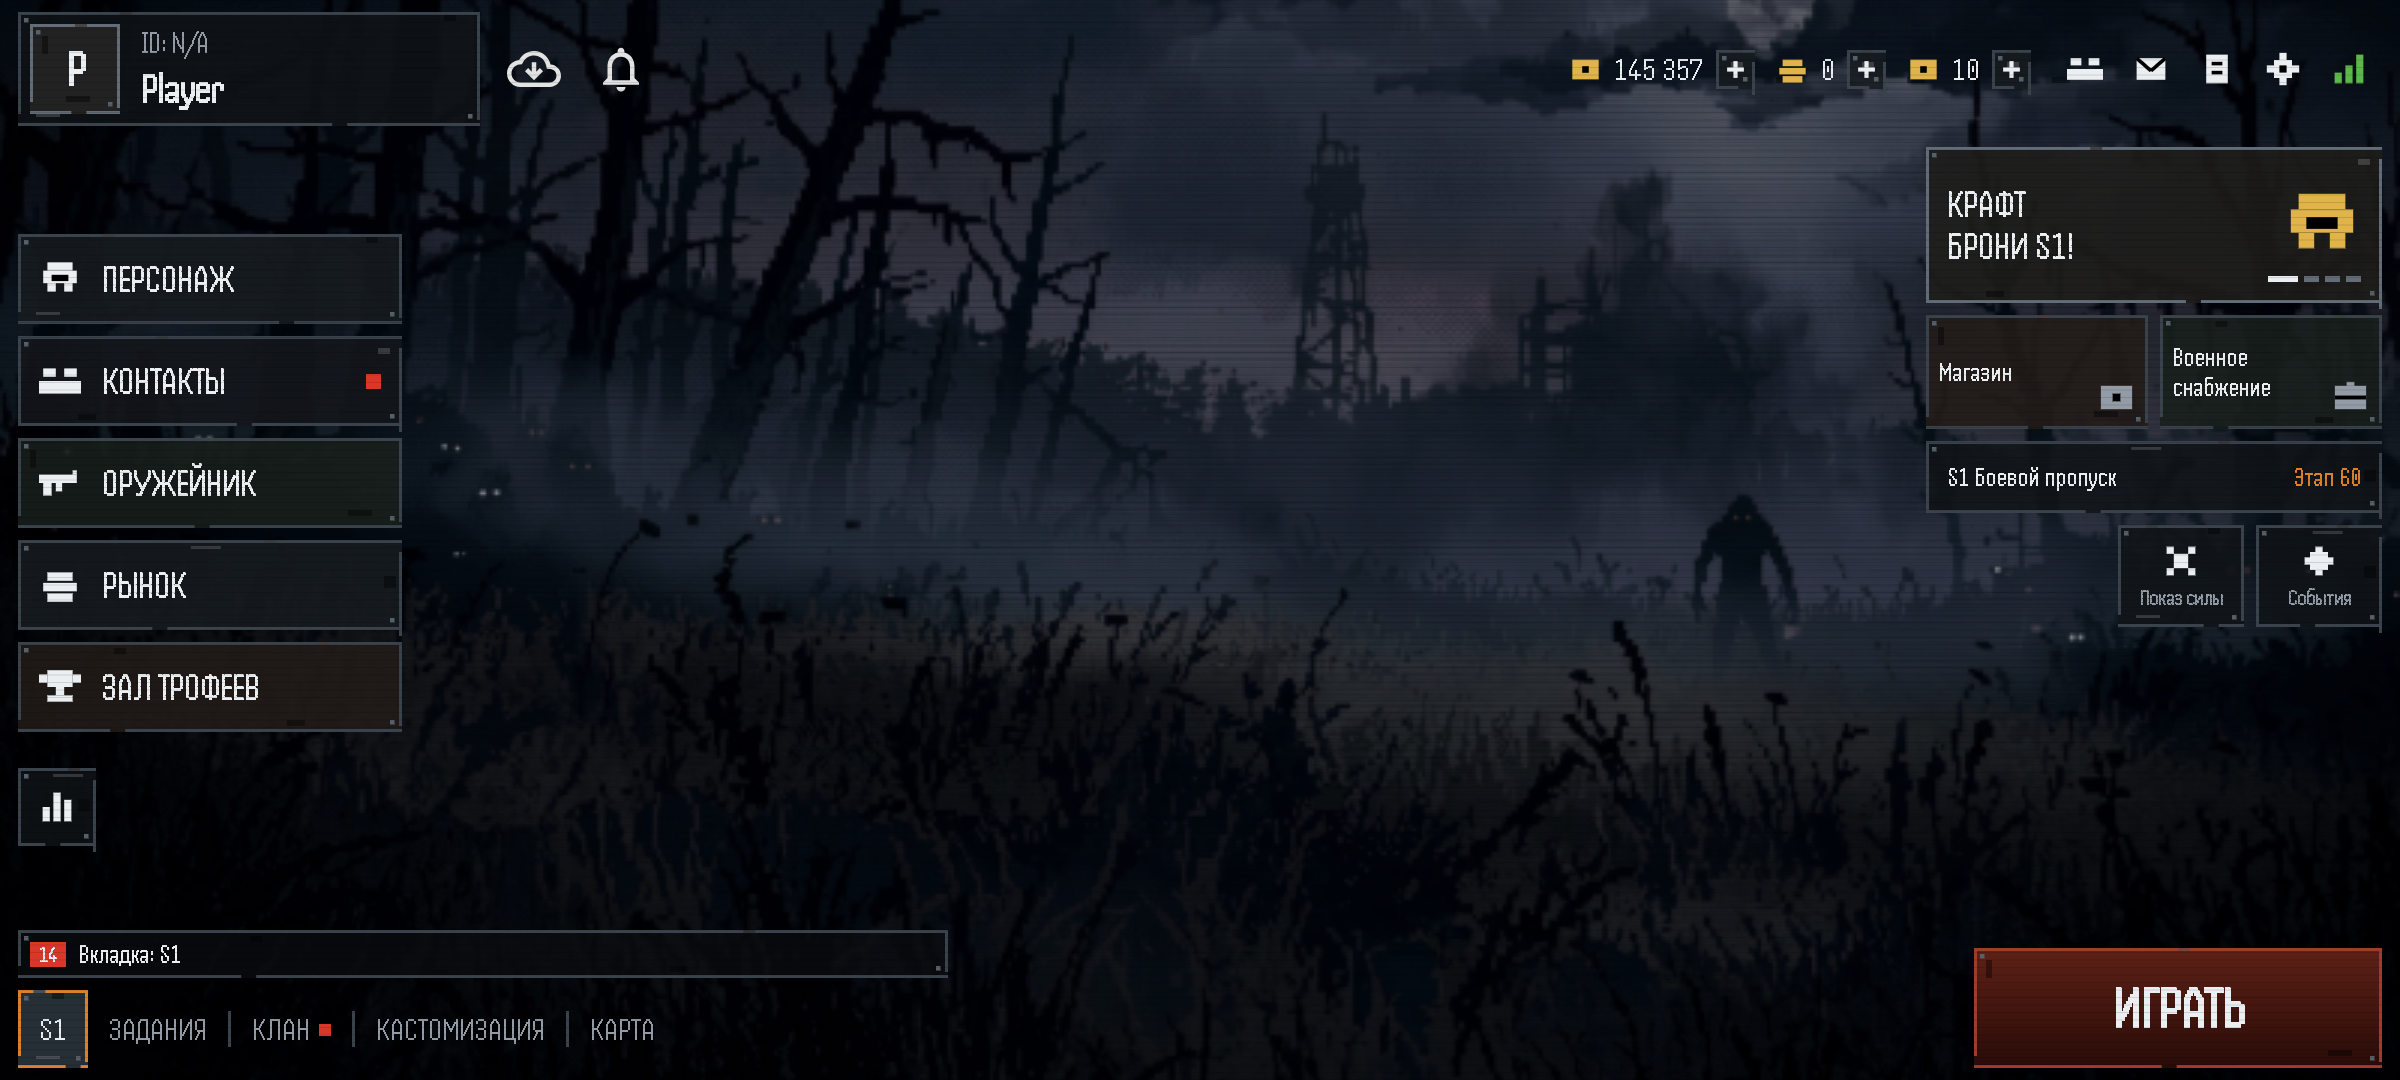 P
ID: N/A
Player
145 357
0
10
ПЕРСОНАЖ
КОНТАКТЫ
ОРУЖЕЙНИК
РЫНОК
ЗАЛ ТРОФЕЕВ
КРАФТ
БРОНИ S1!
Магазин
Военное
снабжение
S1 Боевой пропуск
Этап 60
Показ силы
События
14 Вкладка: S1
S1
ЗАДАНИЯ
КЛАН
КАСТОМИЗАЦИЯ
КАРТА
ИГРАТЬ